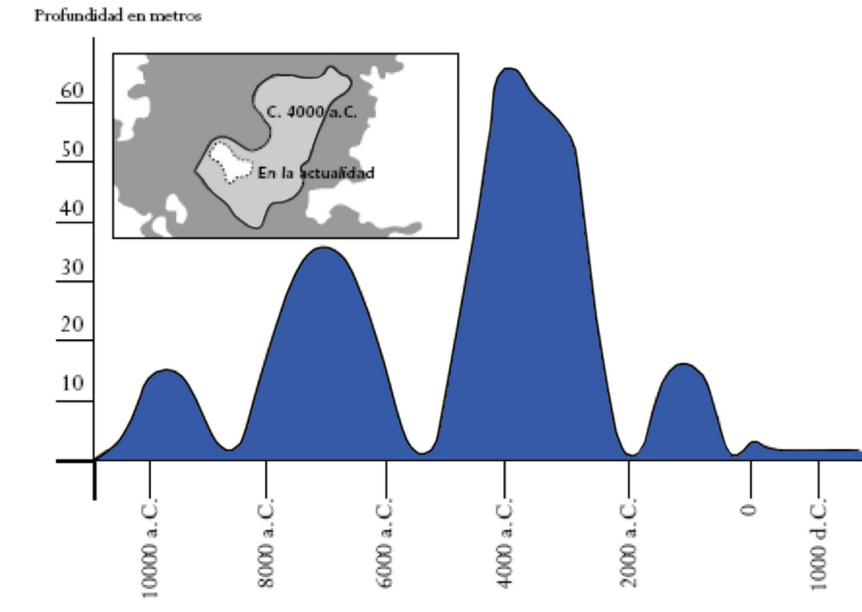 Profundidad en metros
60
50
40
30
20
10
C. 4000 a.C.
En la actualidad
10000 a.C.
8000 a.C.
6000 a.C.
4000 a.C.
2000 a.C.
0
1000 d.C.